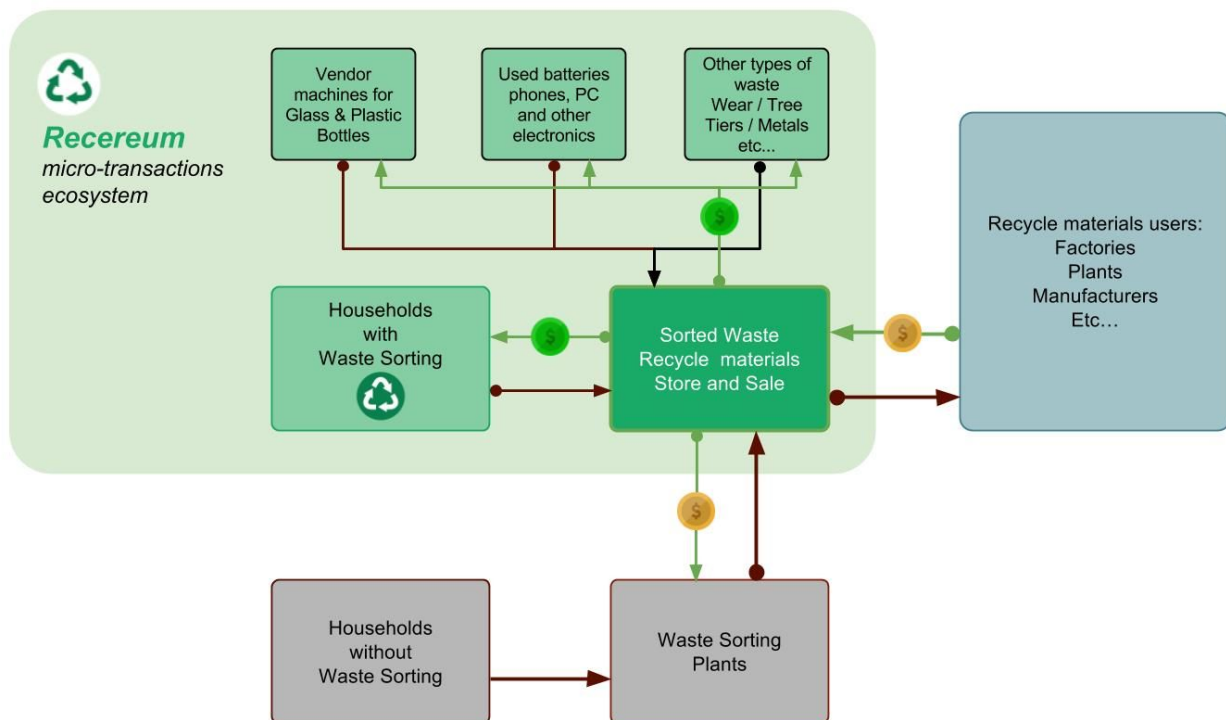 Recereum
micro-transactions
ecosystem
Vendor
machines for
Glass & Plastic
Bottles
Used batteries
phones, PC
and other
electronics
Other types of
waste
Wear / Tree
Tiers / Metals
etc...
$
Households
with
Waste Sorting
$
Sorted Waste
Recycle materials
Store and Sale
$
Recycle materials users:
Factories
Plants
Manufacturers
Etc…
$
Households
without
Waste Sorting
Waste Sorting
Plants